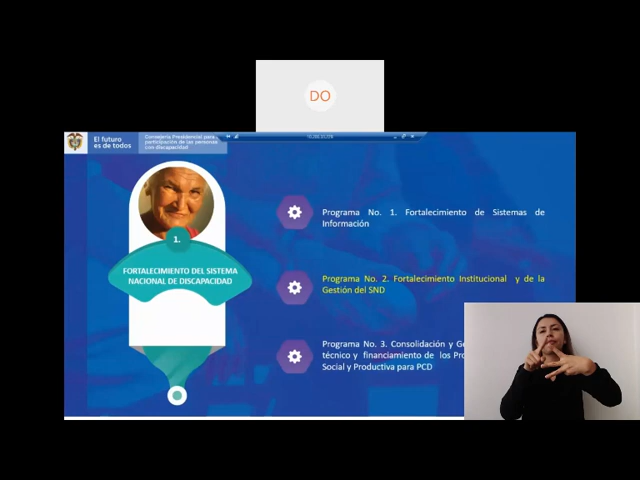 DO
El futuro
es de todos
Consejería Presidencial para
participación de las personas
con discapacidad
1.
FORTALECIMIENTO DEL SISTEMA
NACIONAL DE DISCAPACIDAD
Programa No. 1. Fortalecimiento de Sistemas de
Información
Programa No. 2. Fortalecimiento Institucional y de la
Gestión del SND
Programa No. 3. Consolidación y
técnico y financiamiento de los
Social y Productiva para PCD